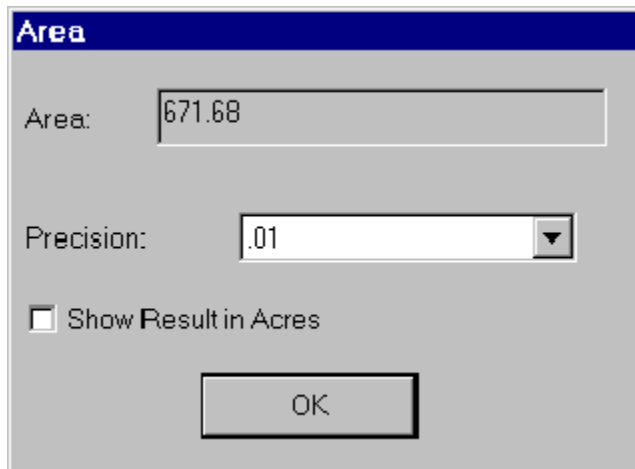 Area
Area: 671.68
Precision: .01
Show Result in Acres
OK